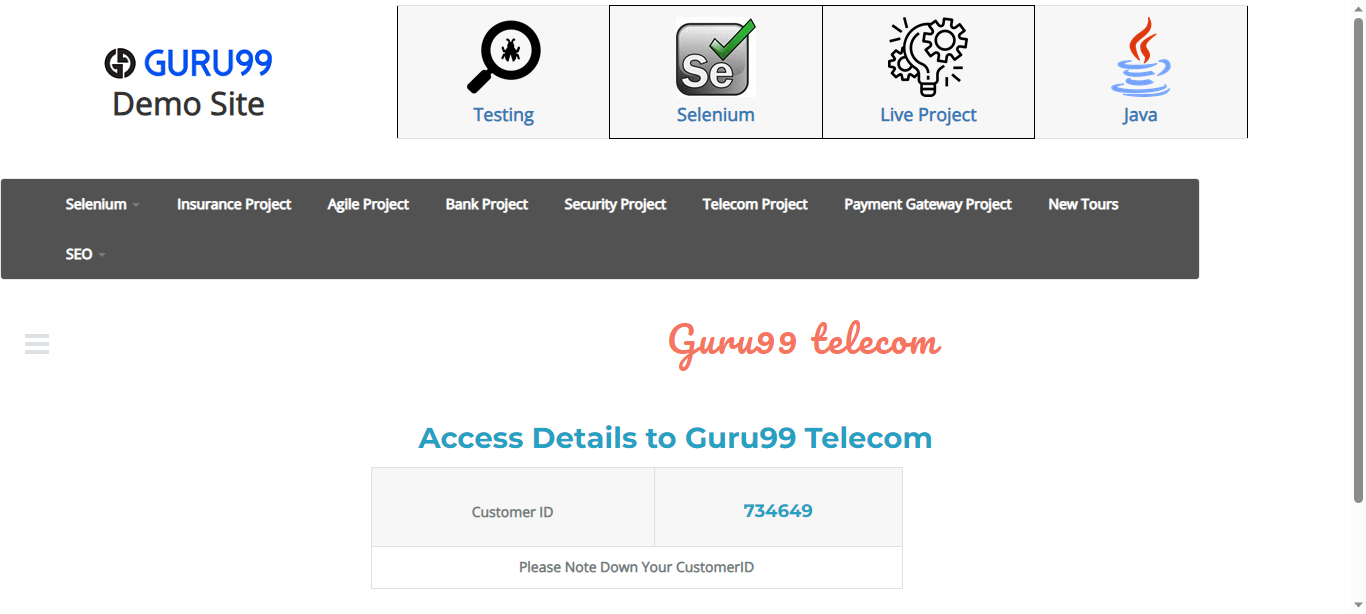 GURU99
Demo Site
Testing
Se
Selenium
Live Project
Java
Selenium Insurance Project Agile Project Bank Project Security Project Telecom Project Payment Gateway Project New Tours
SEO
Guru99 telecom
Access Details to Guru99 Telecom
Customer ID 734649
Please Note Down Your CustomerID